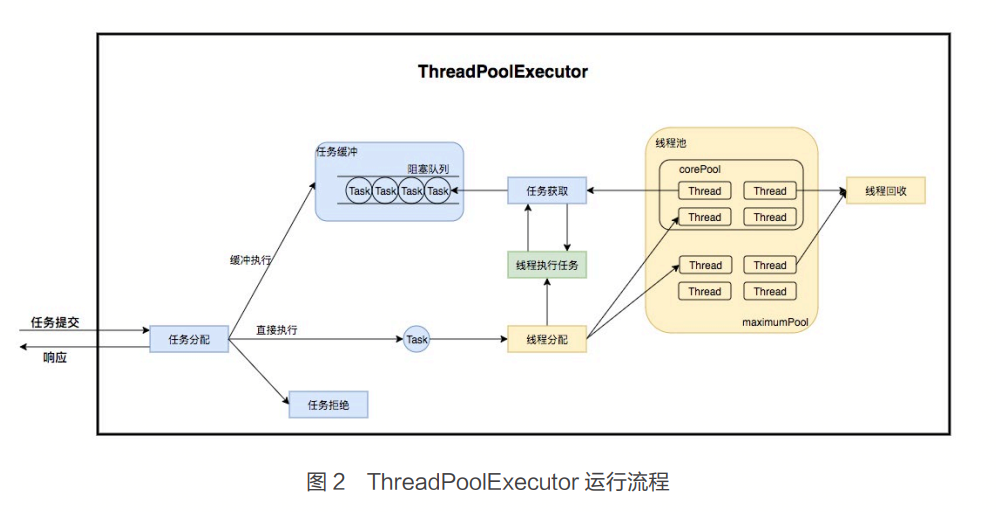 ThreadPoolExecutor
任务缓冲
阻塞队列
Task Task Task Task
任务获取
线程池
corePool
Thread Thread
Thread Thread
线程回收
缓冲执行
线程执行任务
Thread Thread
Thread Thread
maximumPool
任务提交
响应
任务分配
直接执行
Task
线程分配
任务拒绝
图 2 ThreadPoolExecutor 运行流程